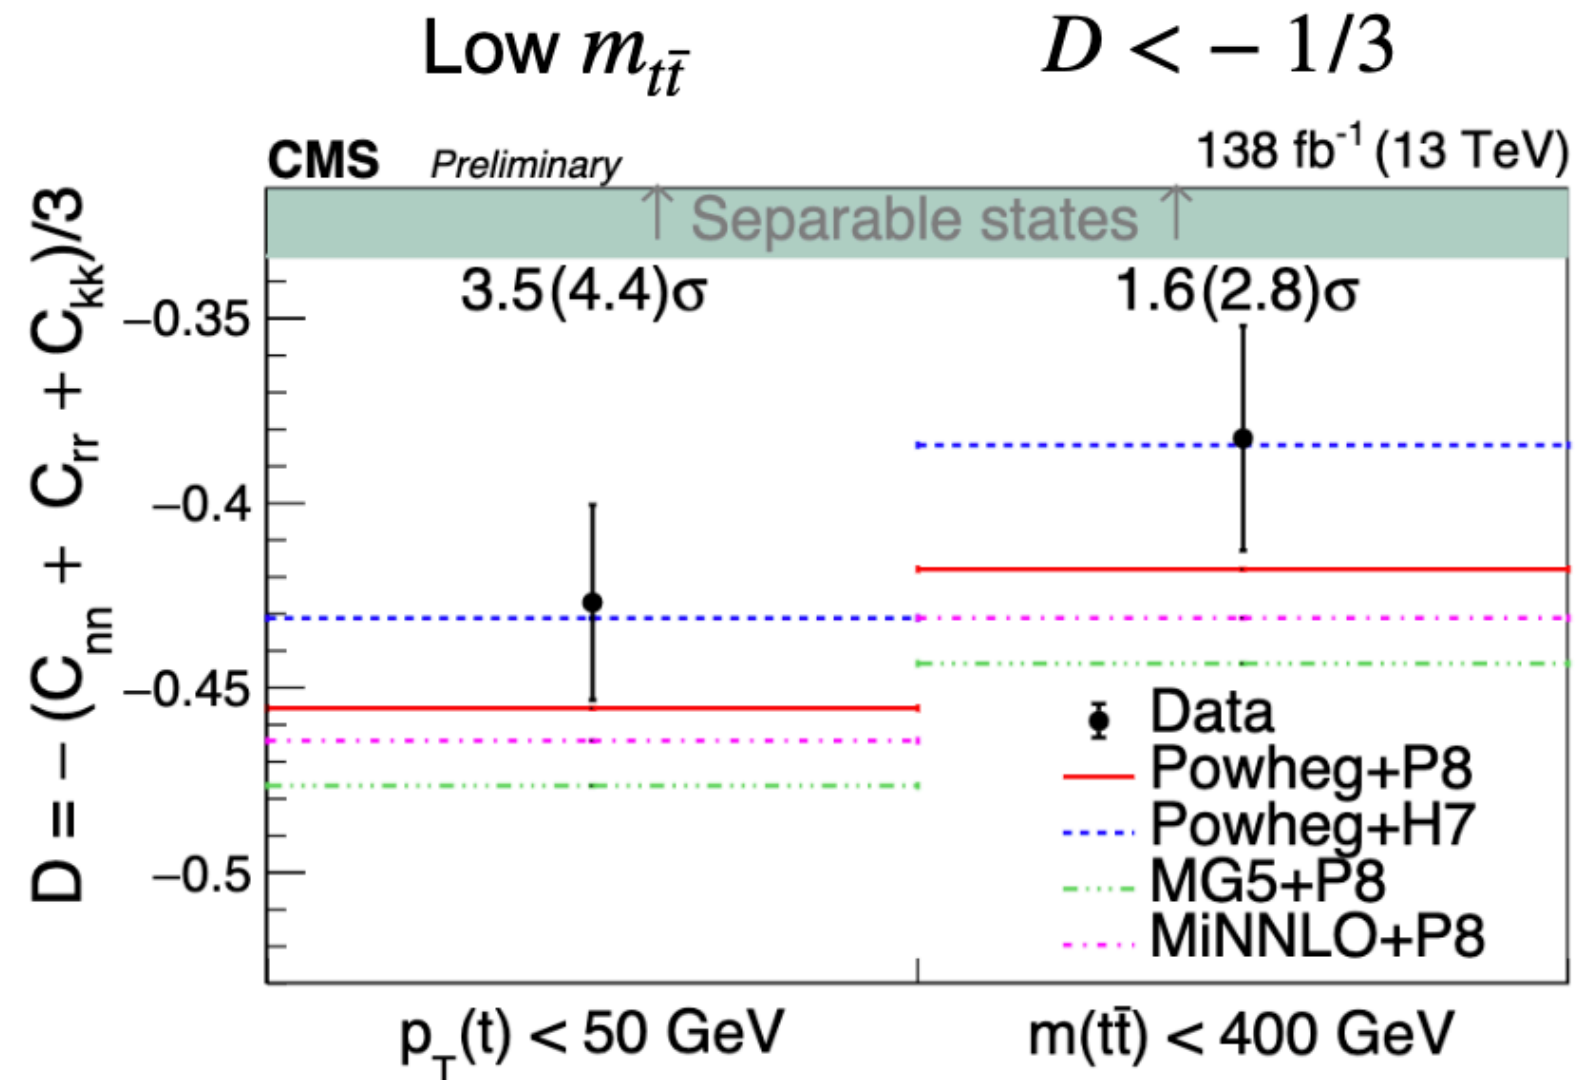 Low m_{tt̄} D < − 1/3
CMS Preliminary 138 fb⁻¹ (13 TeV)
↑ Separable states ↑
3.5(4.4)σ 1.6(2.8)σ
D = − (C_{nn} + C_{rr} + C_{kk})/3
−0.35
−0.4
−0.45
−0.5
Data
Powheg+P8
Powheg+H7
MG5+P8
MiNNLO+P8
p_T(t) < 50 GeV m(tt̄) < 400 GeV